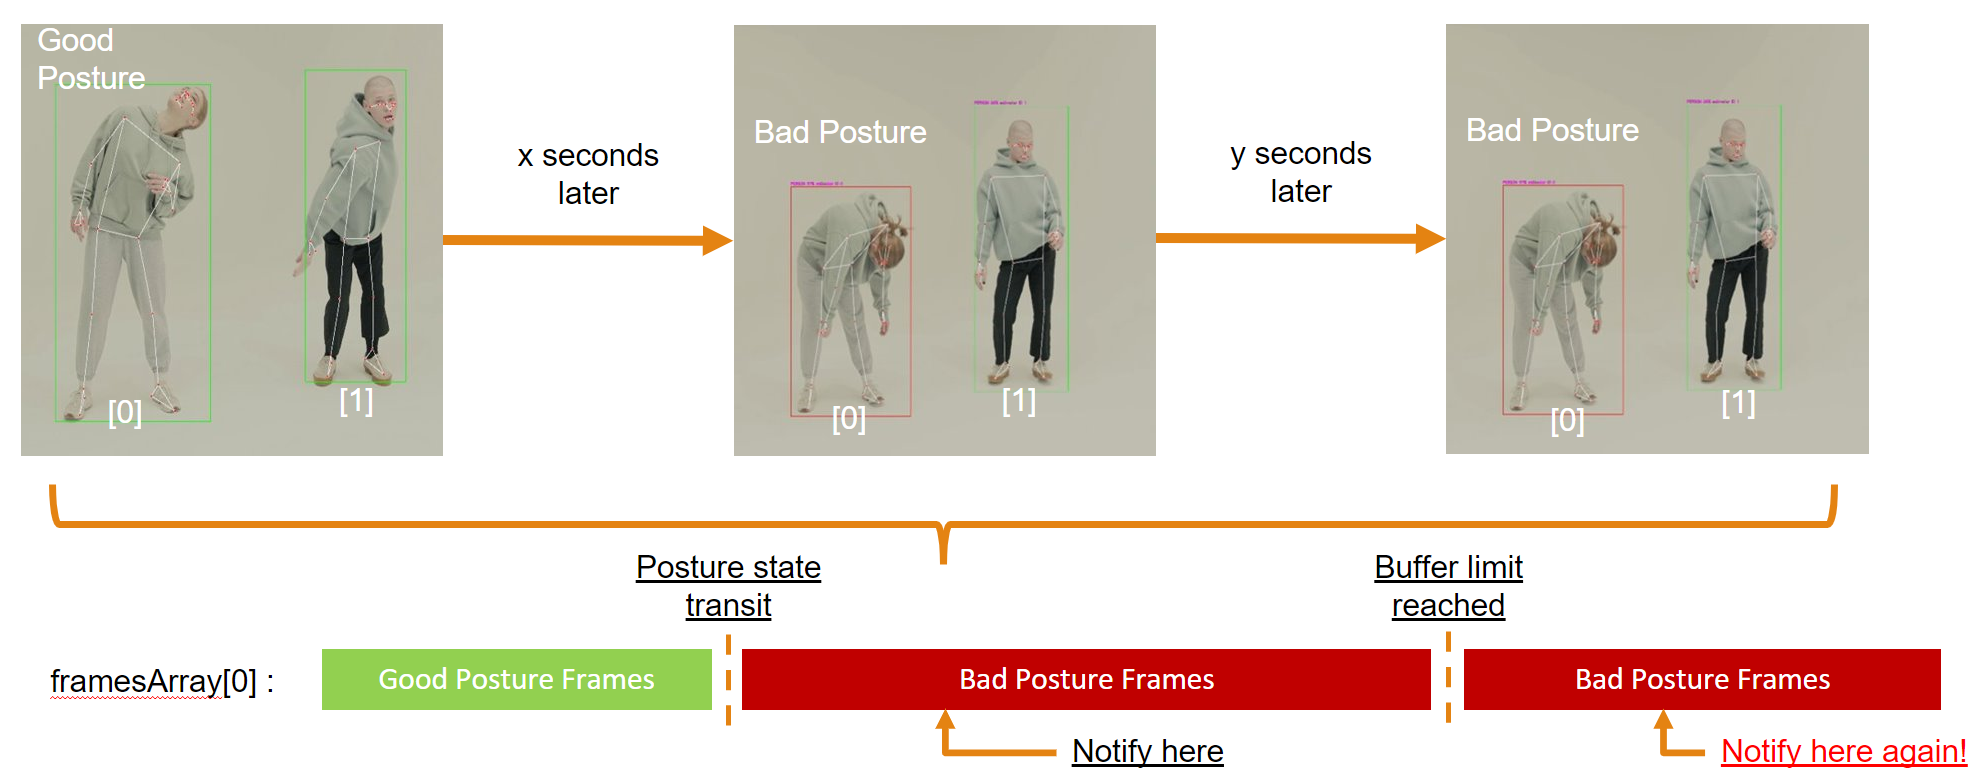 Good
Posture
[0]
[1]
x seconds
later
Bad Posture
[0]
[1]
y seconds
later
Bad Posture
[0]
[1]
Posture state
transit
Buffer limit
reached
framesArray[0] :
Good Posture Frames
Bad Posture Frames
Bad Posture Frames
Notify here
Notify here again!